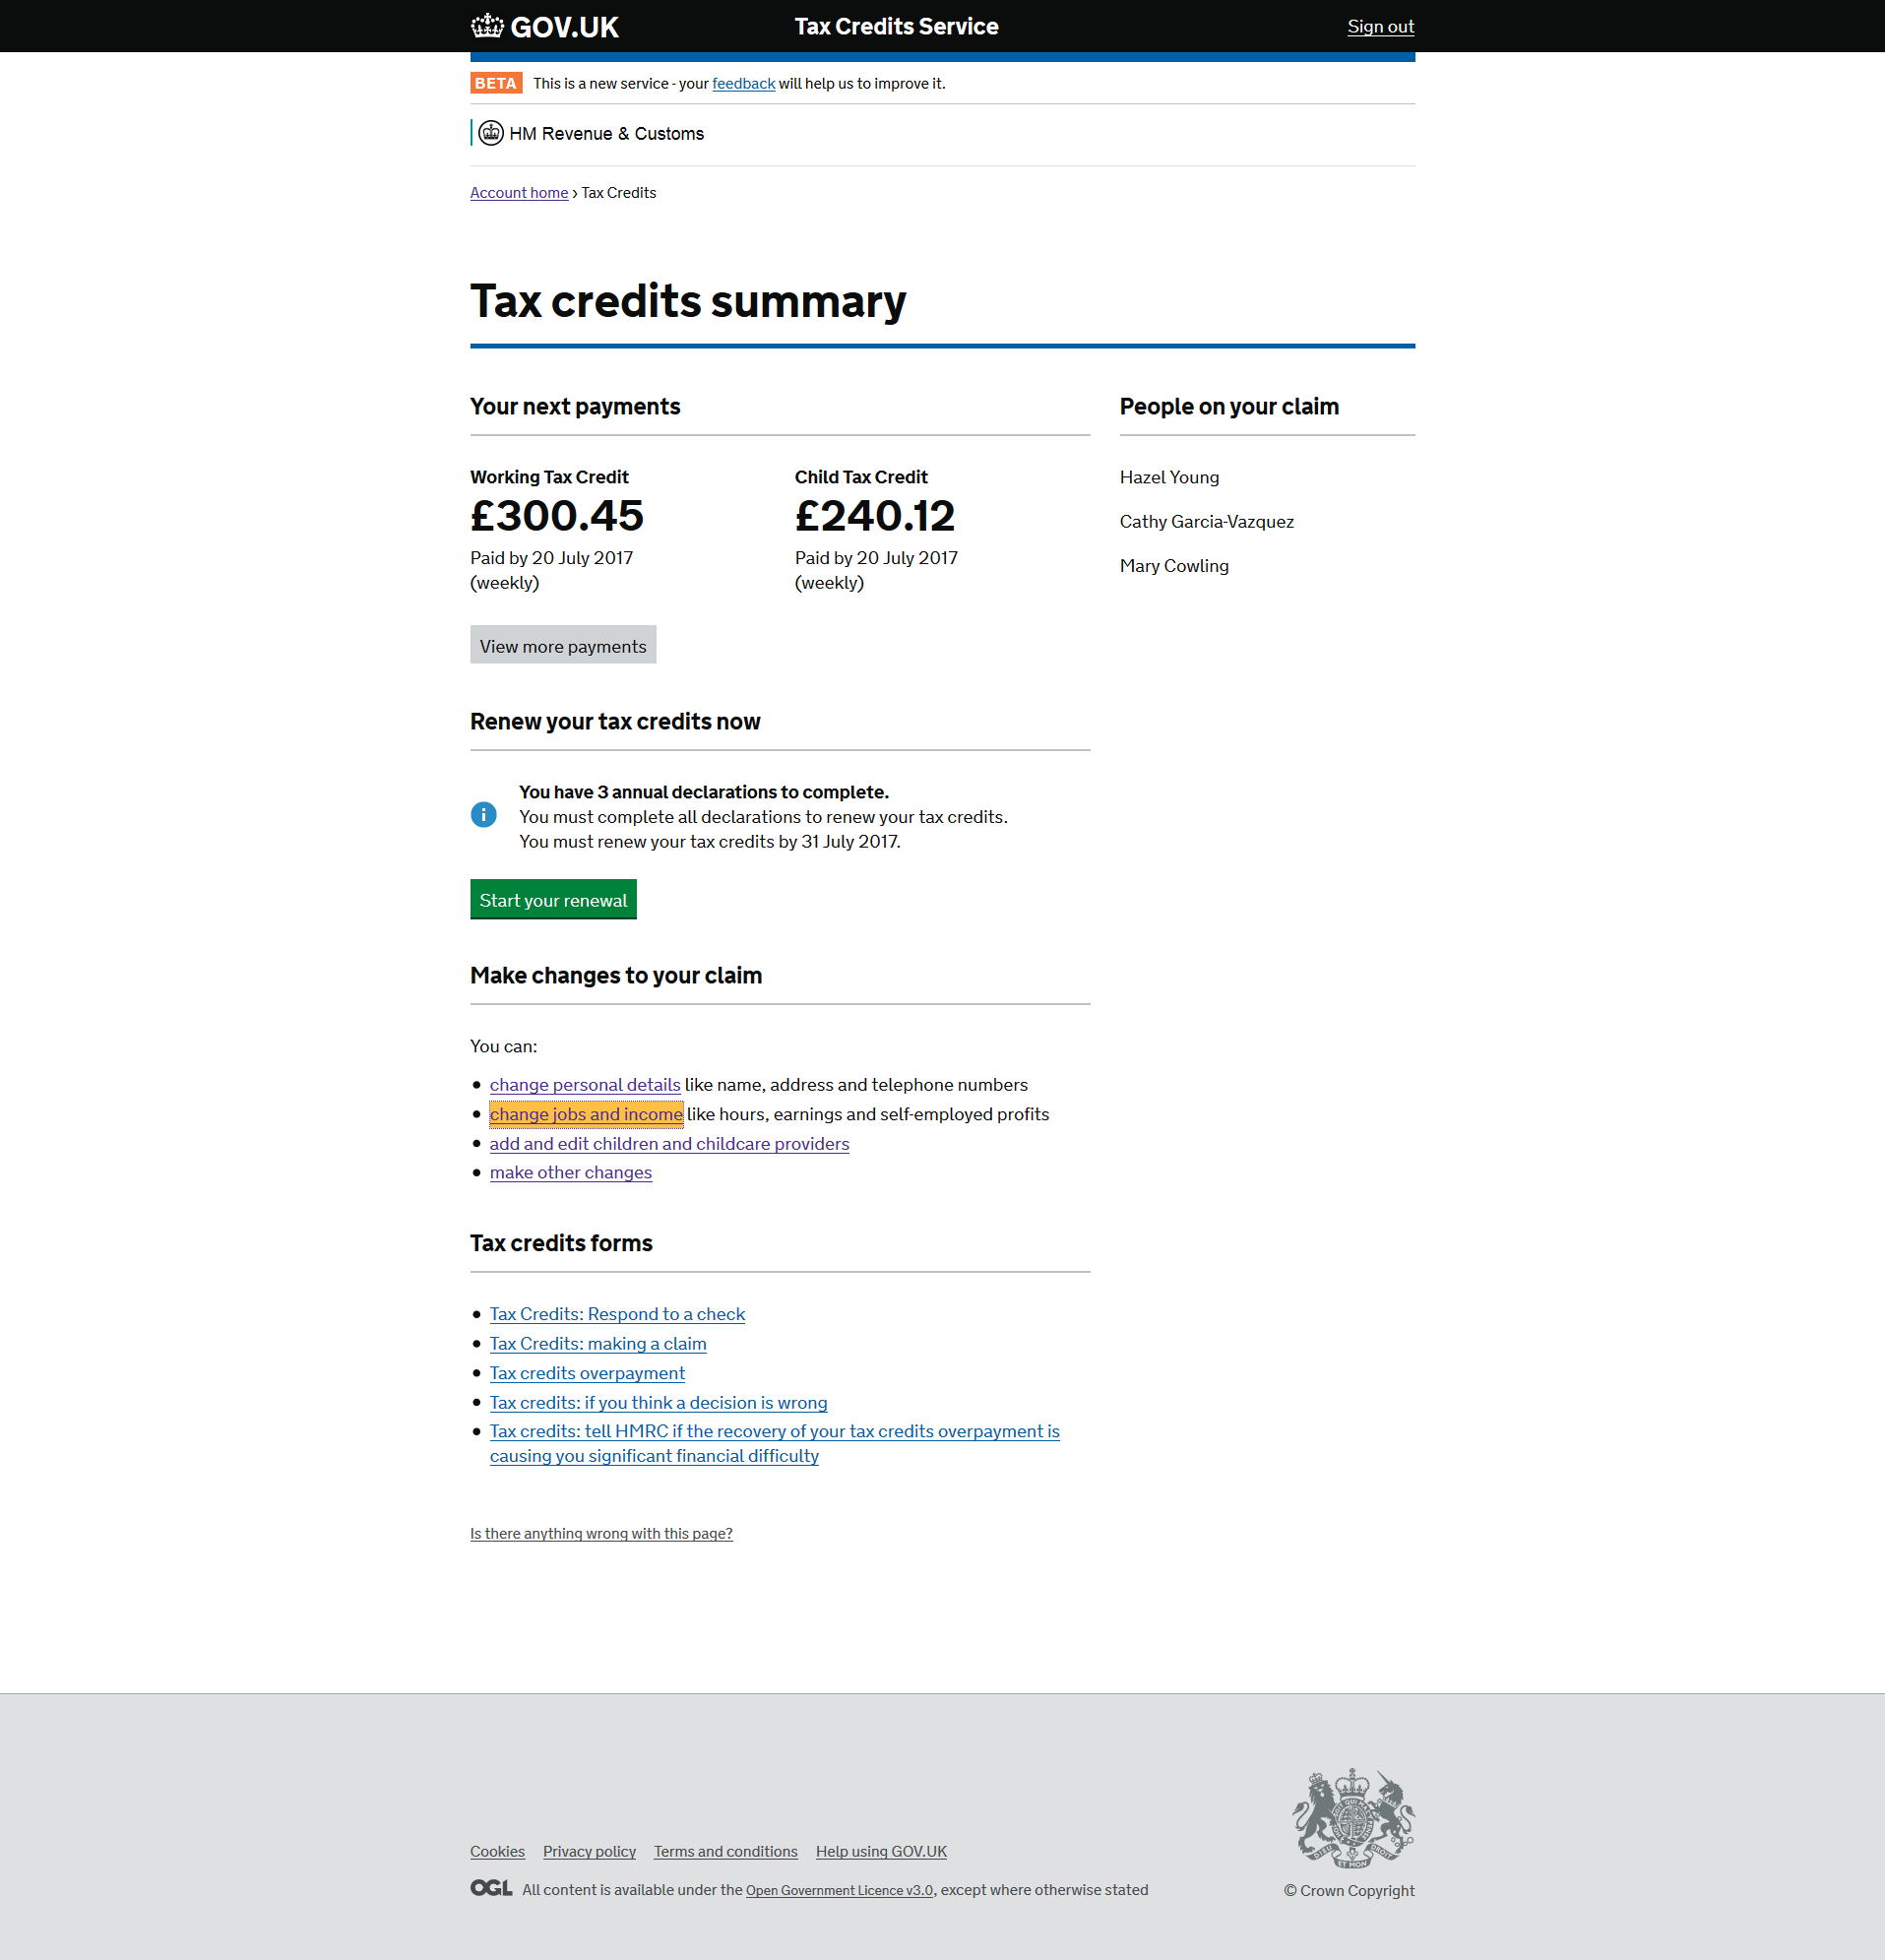 GOV.UK Tax Credits Service Sign out
BETA This is a new service - your feedback will help us to improve it.
HM Revenue & Customs
Account home › Tax Credits
Tax credits summary
Your next payments
Working Tax Credit
£300.45
Paid by 20 July 2017
(weekly)
Child Tax Credit
£240.12
Paid by 20 July 2017
(weekly)
View more payments
People on your claim
Hazel Young
Cathy Garcia-Vazquez
Mary Cowling
Renew your tax credits now
You have 3 annual declarations to complete.
You must complete all declarations to renew your tax credits.
You must renew your tax credits by 31 July 2017.
Start your renewal
Make changes to your claim
You can:
• change personal details like name, address and telephone numbers
• change jobs and income like hours, earnings and self-employed profits
• add and edit children and childcare providers
• make other changes
Tax credits forms
• Tax Credits: Respond to a check
• Tax Credits: making a claim
• Tax credits overpayment
• Tax credits: if you think a decision is wrong
• Tax credits: tell HMRC if the recovery of your tax credits overpayment is
causing you significant financial difficulty
Is there anything wrong with this page?
Cookies Privacy policy Terms and conditions Help using GOV.UK
OGL All content is available under the Open Government Licence v3.0, except where otherwise stated
DIEU ET MON DROIT
© Crown Copyright